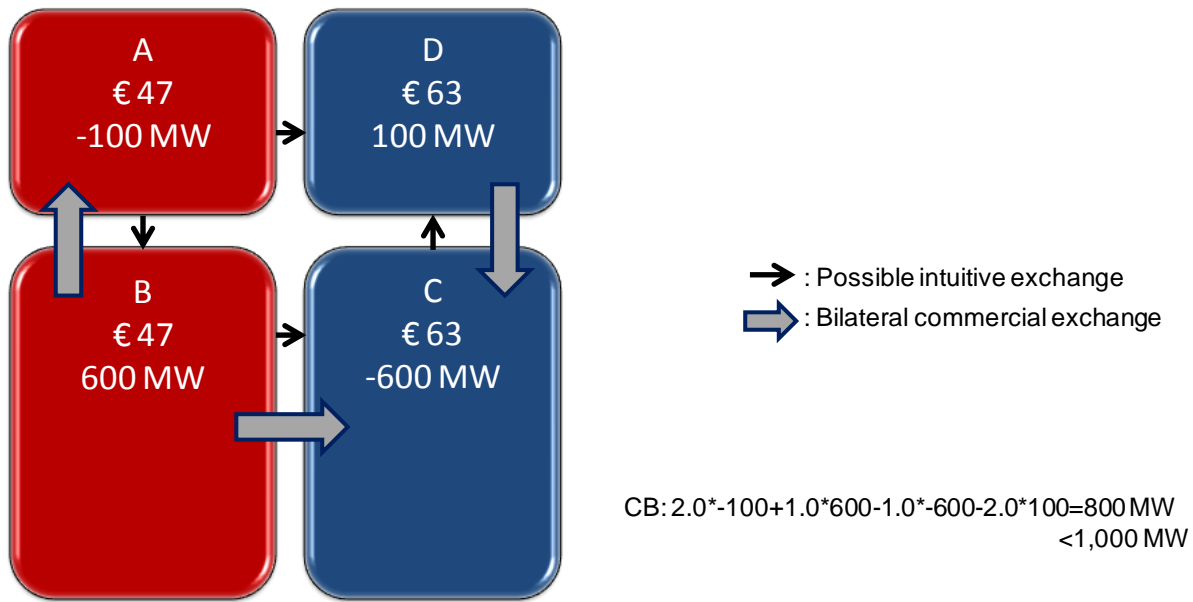 A
€ 47
-100 MW
D
€ 63
100 MW
B
€ 47
600 MW
C
€ 63
-600 MW
: Possible intuitive exchange
: Bilateral commercial exchange
CB: 2.0*-100+1.0*600-1.0*-600-2.0*100=800 MW
<1,000 MW